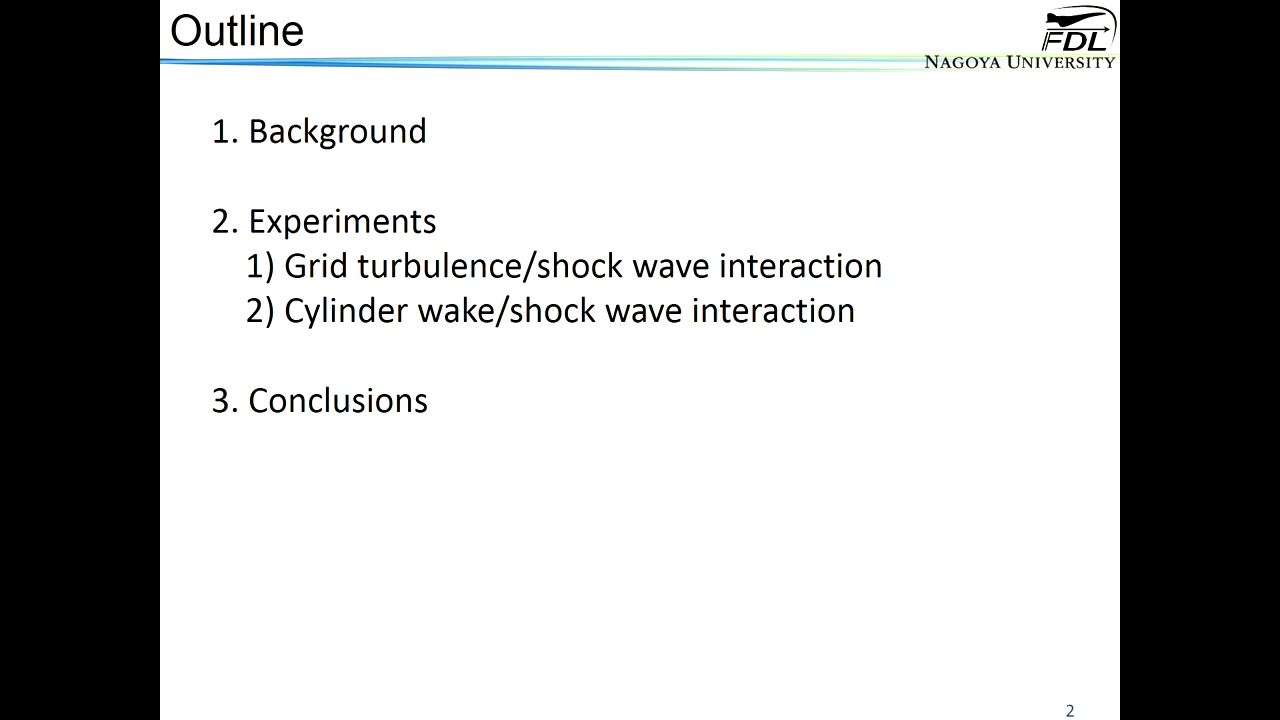 Outline
FDL
NAGOYA UNIVERSITY
1. Background
2. Experiments
1) Grid turbulence/shock wave interaction
2) Cylinder wake/shock wave interaction
3. Conclusions
2